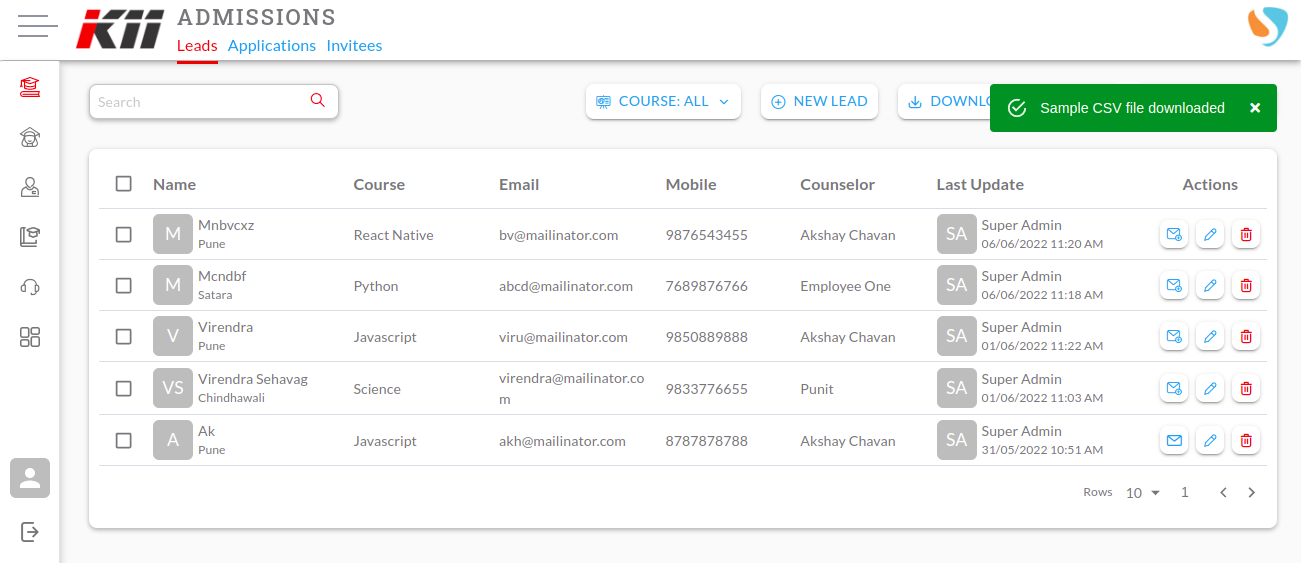 KII
ADMISSIONS
Leads Applications Invitees
Search
COURSE: ALL
NEW LEAD
Sample CSV file downloaded
Name Course Email Mobile Counselor Last Update Actions
M Mnbvcxz Pune React Native bv@mailinator.com 9876543455 Akshay Chavan SA Super Admin 06/06/2022 11:20 AM
M Mcndbf Satara Python abcd@mailinator.com 7689876766 Employee One SA Super Admin 06/06/2022 11:18 AM
V Virendra Pune Javascript viru@mailinator.com 9850889888 Akshay Chavan SA Super Admin 01/06/2022 11:22 AM
VS Virendra Sehavag Chindhawali Science virendra@mailinator.co
m 9833776655 Punit SA Super Admin 01/06/2022 11:03 AM
A Ak Pune Javascript akh@mailinator.com 8787878788 Akshay Chavan SA Super Admin 31/05/2022 10:51 AM
Rows 10 1